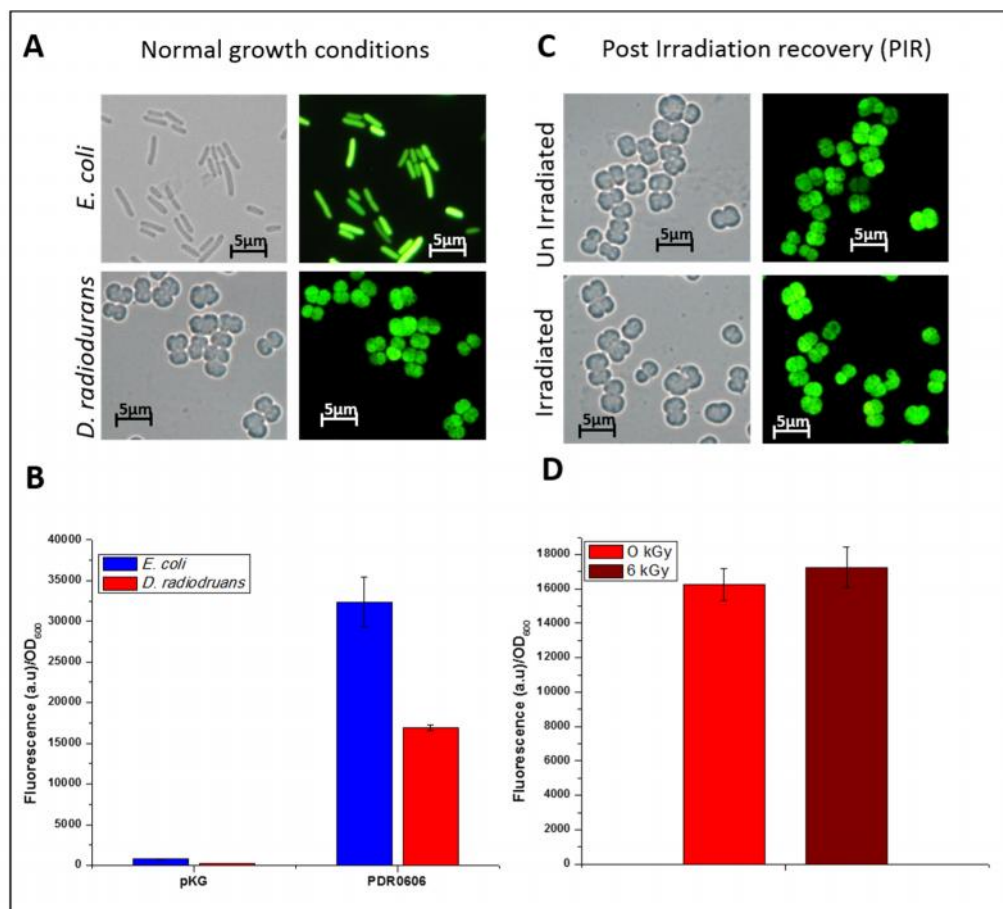 A Normal growth conditions
E. coli
5µm
5µm
D. radiodurans
5µm
5µm
C Post Irradiation recovery (PIR)
Un Irradiated
5µm
5µm
Irradiated
5µm
5µm
B
Fluorescence (a.u)/OD600
40000
35000
30000
25000
20000
15000
10000
5000
0
E. coli
D. radiodruans
pKG PDR0606
D
Fluorescence (a.u)/OD600
18000
16000
14000
12000
10000
8000
6000
4000
2000
0
O kGy
6 kGy